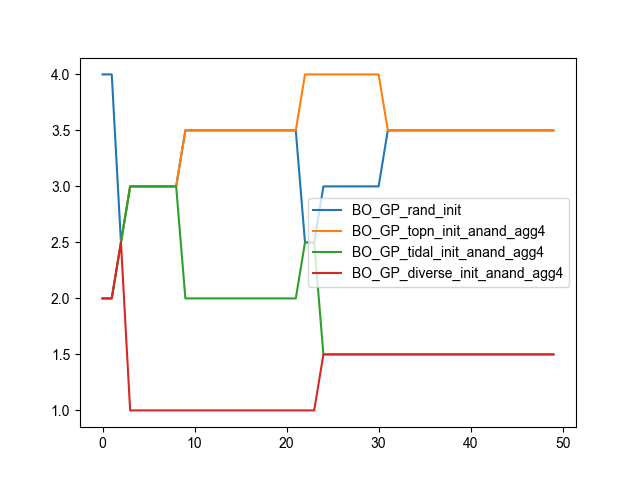 4.0
3.5
3.0
2.5
2.0
1.5
1.0
BO_GP_rand_init
BO_GP_topn_init_anand_agg4
BO_GP_tidal_init_anand_agg4
BO_GP_diverse_init_anand_agg4
0 10 20 30 40 50